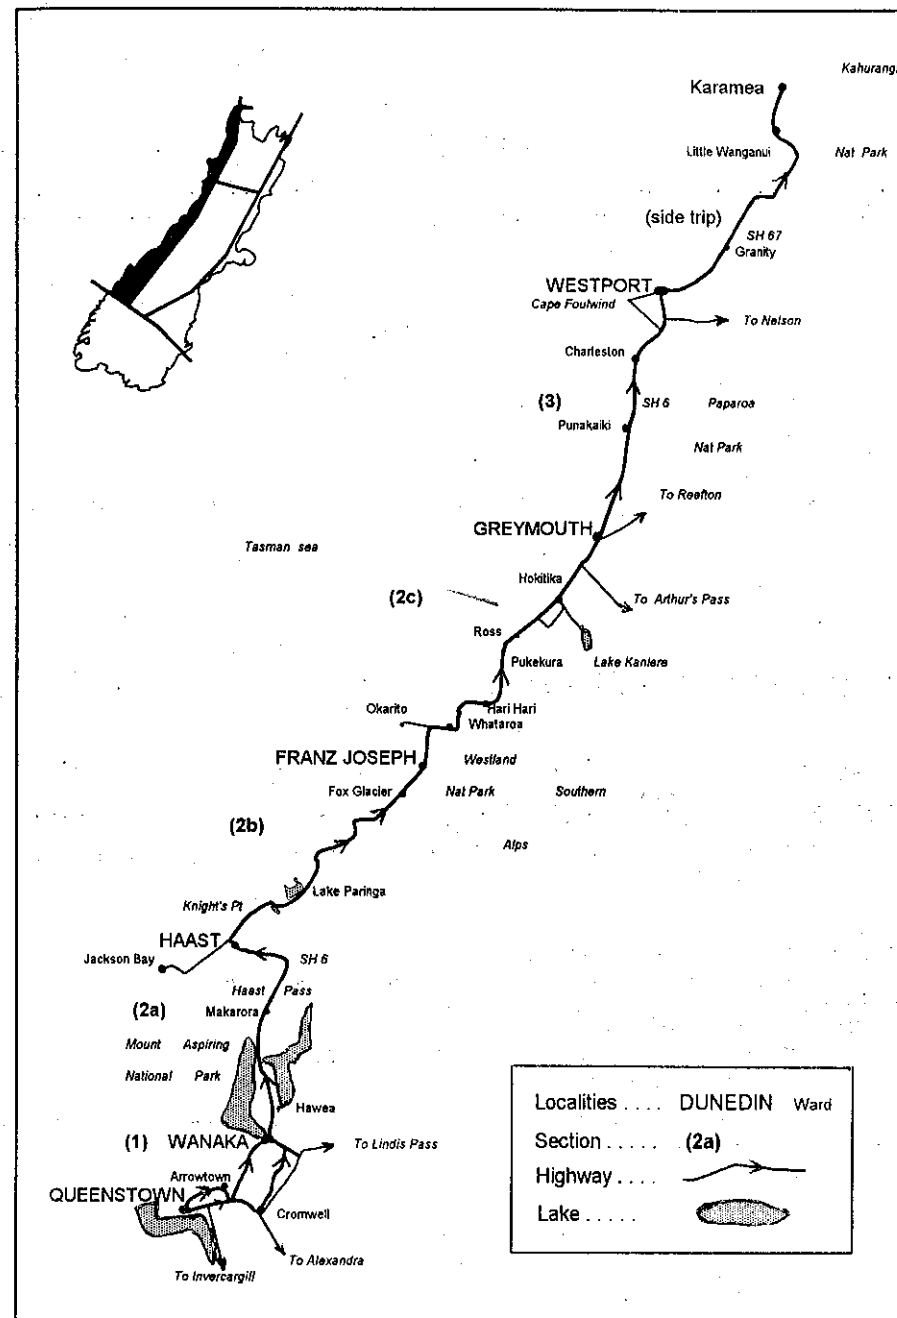 Kahurangi
Karamea
Little Wanganui
Nat Park
(side trip)
SH 67
Granity
WESTPORT
Cape Foulwind
To Nelson
Charleston
(3)
SH 6
Paparoa
Punakaiki
Nat Park
To Reefton
GREYMOUTH
Tasman sea
Hokitika
(2c)
To Arthur's Pass
Ross
Pukekura
Lake Kaniere
Okarito
Hari Hari
Whataroa
FRANZ JOSEPH
Westland
Fox Glacier
Nat Park
Southern
(2b)
Alps
Lake Paringa
Knight's Pt
HAAST
Jackson Bay
SH 6
Haast Pass
(2a)
Makarora
Mount Aspiring
National Park
Hawea
(1)
WANAKA
To Lindis Pass
Arrowtown
QUEENSTOWN
Cromwell
To Alexandra
To Invercargill
Localities .... DUNEDIN Ward
Section ..... (2a)
Highway ....
Lake .....